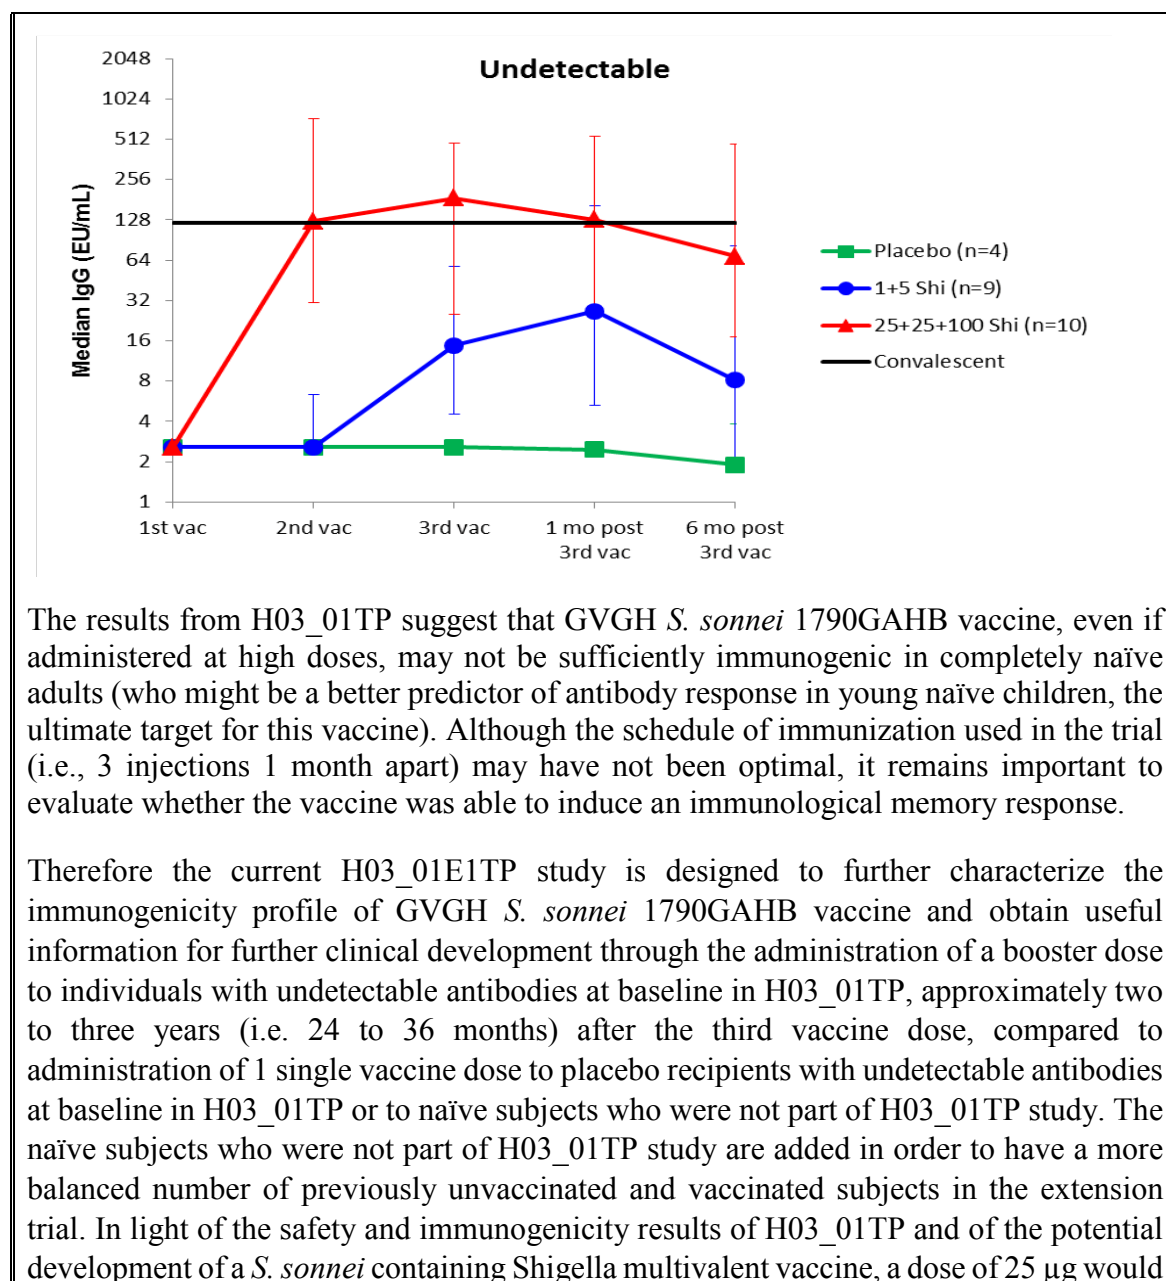 Undetectable
Median IgG (EU/mL)
2048
1024
512
256
128
64
32
16
8
4
2
1
1st vac
2nd vac
3rd vac
1 mo post
3rd vac
6 mo post
3rd vac
Placebo (n=4)
1+5 Shi (n=9)
25+25+100 Shi (n=10)
Convalescent
The results from H03_01TP suggest that GVGH S. sonnei 1790GAHB vaccine, even if
administered at high doses, may not be sufficiently immunogenic in completely naïve
adults (who might be a better predictor of antibody response in young naïve children, the
ultimate target for this vaccine). Although the schedule of immunization used in the trial
(i.e., 3 injections 1 month apart) may have not been optimal, it remains important to
evaluate whether the vaccine was able to induce an immunological memory response.
Therefore the current H03_01E1TP study is designed to further characterize the
immunogenicity profile of GVGH S. sonnei 1790GAHB vaccine and obtain useful
information for further clinical development through the administration of a booster dose
to individuals with undetectable antibodies at baseline in H03_01TP, approximately two
to three years (i.e. 24 to 36 months) after the third vaccine dose, compared to
administration of 1 single vaccine dose to placebo recipients with undetectable antibodies
at baseline in H03_01TP or to naïve subjects who were not part of H03_01TP study. The
naïve subjects who were not part of H03_01TP study are added in order to have a more
balanced number of previously unvaccinated and vaccinated subjects in the extension
trial. In light of the safety and immunogenicity results of H03_01TP and of the potential
development of a S. sonnei containing Shigella multivalent vaccine, a dose of 25 µg would